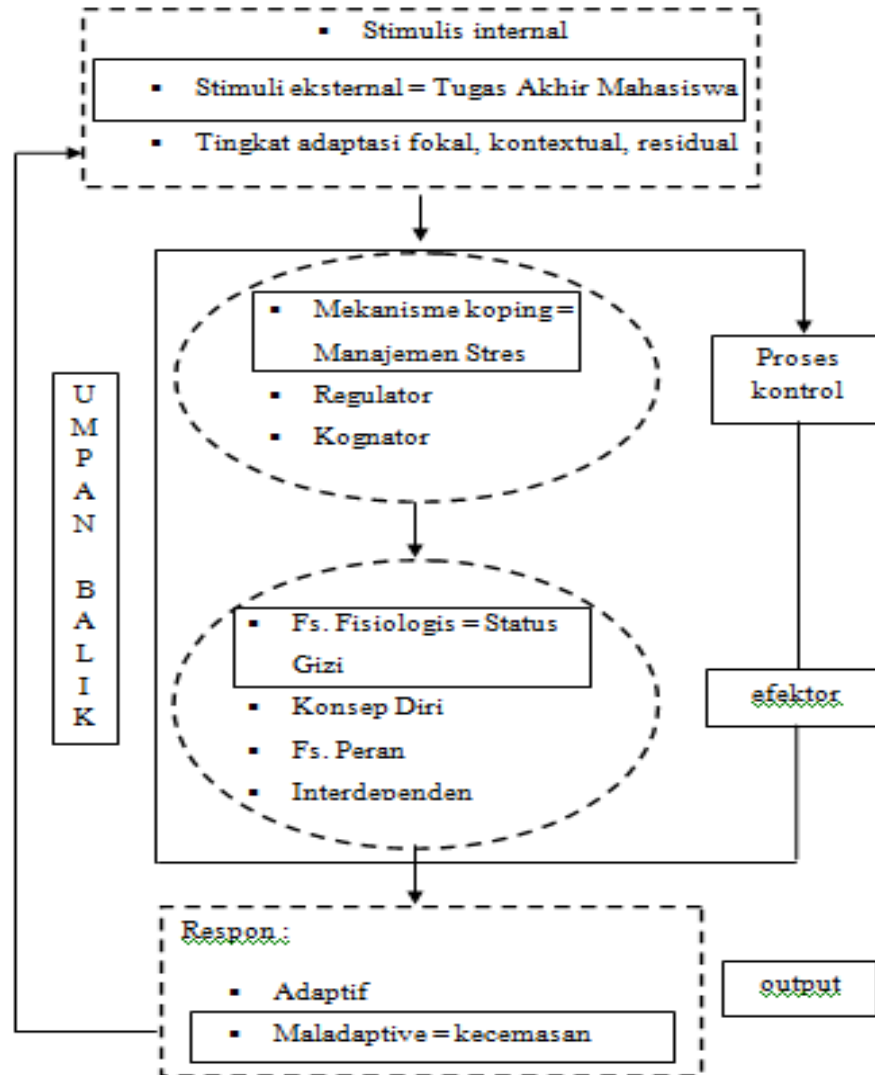 ▪ Stimulis internal
▪ Stimuli eksternal = Tugas Akhir Mahasiswa
▪ Tingkat adaptasi fokal, kontextual, residual
▪ Mekanisme koping =
Manajemen Stres
▪ Regulator
▪ Kognator
Proses
kontrol
U
M
P
A
N
B
A
L
I
K
▪ Fs. Fisiologis = Status
Gizi
▪ Konsep Diri
▪ Fs. Peran
▪ Interdependen
efektor
Respon :
▪ Adaptif
▪ Maladaptive = kecemasan
output